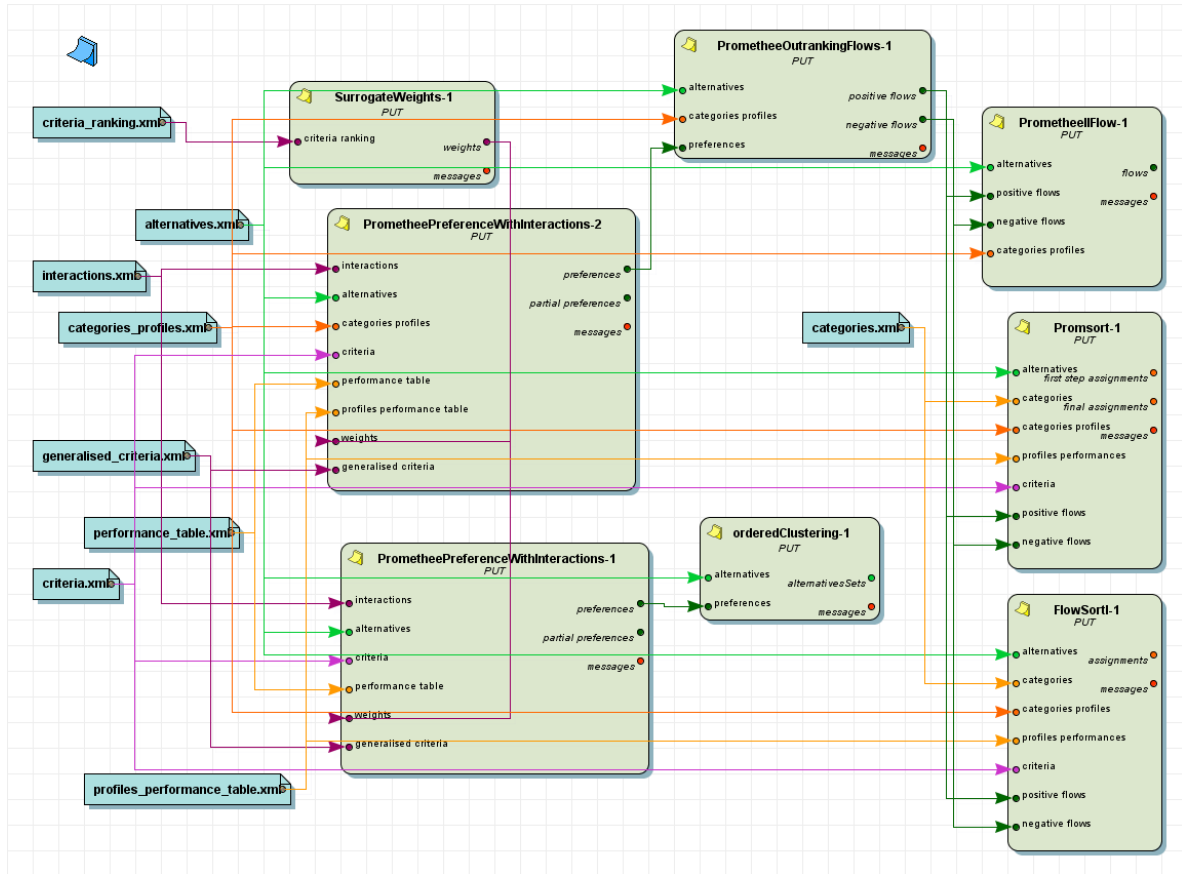 PrometheeOutrankingFlows-1
PUT
alternatives
positive flows
categories profiles
negative flows
preferences
messages
SurrogateWeights-1
PUT
criteria ranking
weights
messages
criteria_ranking.xml
PrometheeIIFlow-1
PUT
alternatives
flows
positive flows
messages
negative flows
categories profiles
alternatives.xml
interactions.xml
categories_profiles.xml
PrometheePreferenceWithInteractions-2
PUT
interactions
preferences
alternatives
partial preferences
categories profiles
messages
criteria
performance table
profiles performance table
weights
generalised criteria
categories.xml
Promsort-1
PUT
alternatives
first step assignments
categories
final assignments
categories profiles
messages
profiles performances
criteria
positive flows
negative flows
generalised_criteria.xml
performance_table.xml
criteria.xml
PrometheePreferenceWithInteractions-1
PUT
interactions
preferences
alternatives
partial preferences
criteria
messages
performance table
weights
generalised criteria
orderedClustering-1
PUT
alternatives
alternativesSets
preferences
messages
FlowSortI-1
PUT
alternatives
assignments
categories
messages
categories profiles
profiles performances
criteria
positive flows
negative flows
profiles_performance_table.xml